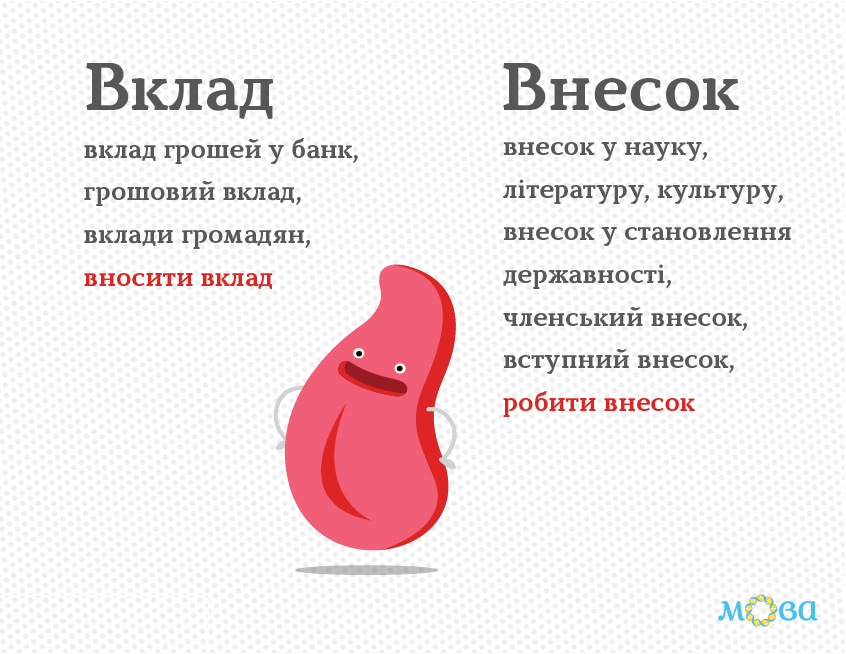 Вклад
вклад грошей у банк,
грошовий вклад,
вклади громадян,
вносити вклад
Внесок
внесок у науку,
літературу, культуру,
внесок у становлення
державності,
членський внесок,
вступний внесок,
робити внесок
мова